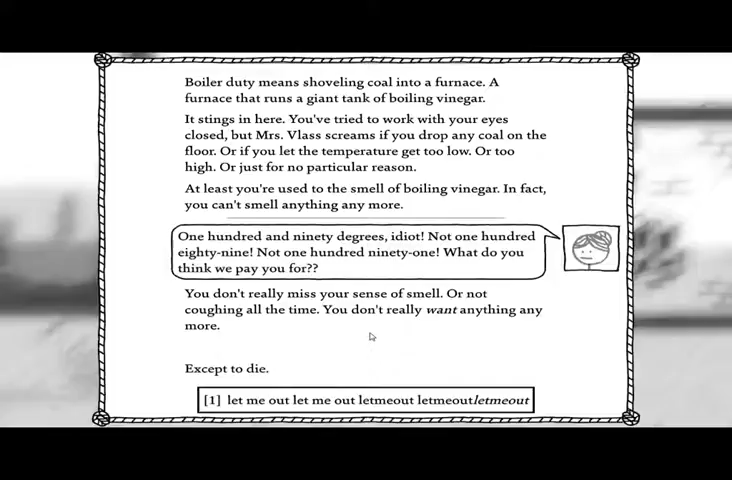 Boiler duty means shoveling coal into a furnace. A
furnace that runs a giant tank of boiling vinegar.
It stings in here. You've tried to work with your eyes
closed, but Mrs. Vlass screams if you drop any coal on the
floor. Or if you let the temperature get too low. Or too
high. Or just for no particular reason.
At least you're used to the smell of boiling vinegar. In fact,
you can't smell anything any more.
One hundred and ninety degrees, idiot! Not one hundred
eighty-nine! Not one hundred ninety-one! What do you
think we pay you for??
You don't really miss your sense of smell. Or not
coughing all the time. You don't really want anything any
more.
Except to die.
[1] let me out let me out letmeout letmeoutletmeout